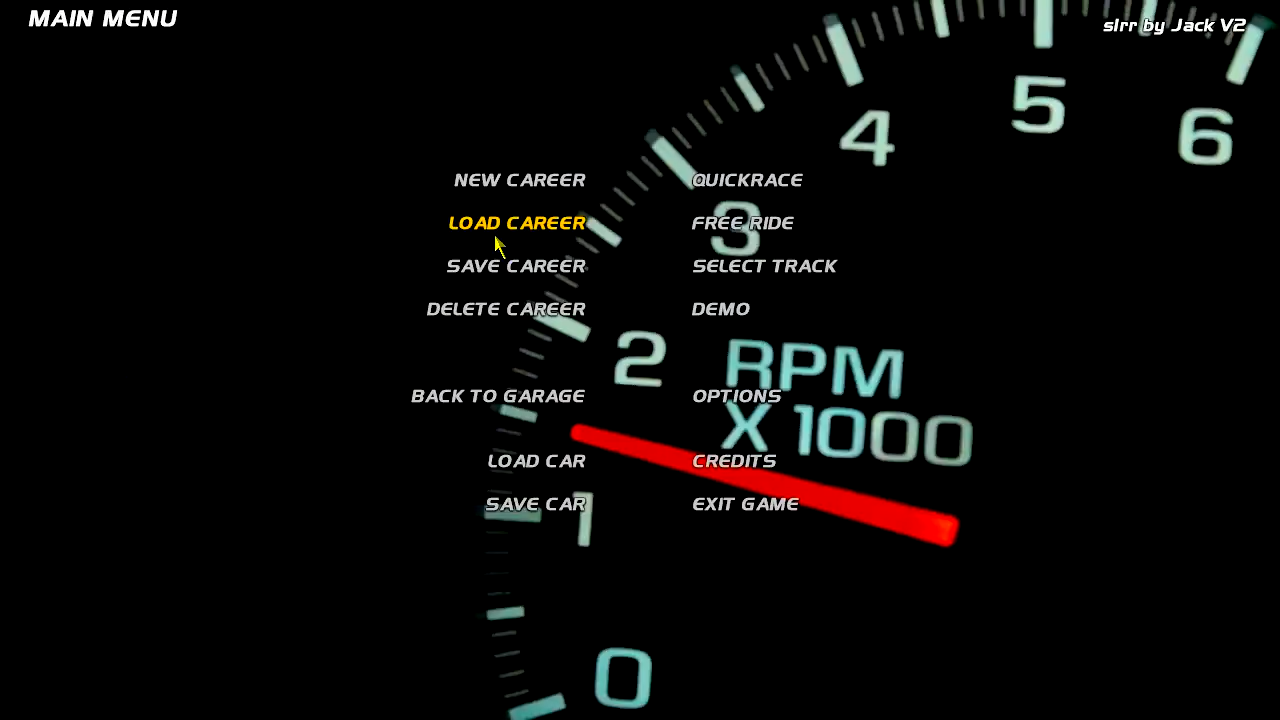 MAIN MENU
slrr by Jack V2
NEW CAREER
LOAD CAREER
SAVE CAREER
DELETE CAREER
BACK TO GARAGE
LOAD CAR
SAVE CAR
QUICKRACE
FREE RIDE
SELECT TRACK
DEMO
OPTIONS
CREDITS
EXIT GAME
0
1
2
3
4
5
6
RPM
X 1000